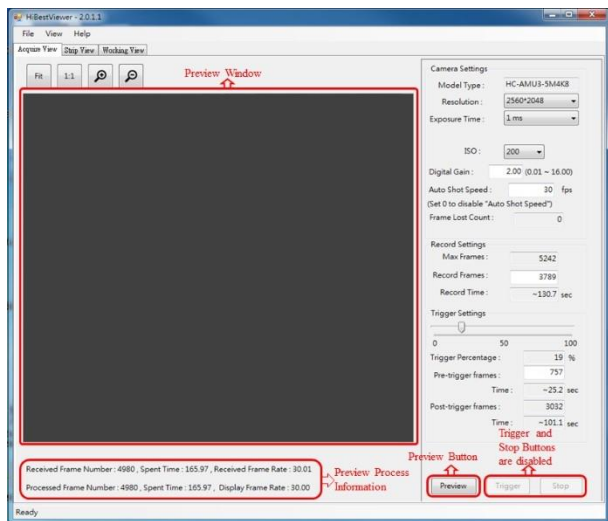 HiBestViewer - 2.0.1.1
File View Help
Acquire View Strip View Working View
Fit 1:1 Preview Window
Camera Settings
Model Type : HC-AMU3-5M4K8
Resolution : 2560*2048
Exposure Time : 1 ms
ISO : 200
Digital Gain : 2.00 (0.01 ~ 16.00)
Auto Shot Speed : 30 fps
(Set 0 to disable "Auto Shot Speed")
Frame Lost Count : 0
Record Settings
Max Frames : 5242
Record Frames : 3789
Record Time : ~130.7 sec
Trigger Settings
0 50 100
Trigger Percentage : 19 %
Pre-trigger frames : 757
Time : ~25.2 sec
Post-trigger frames : 3032
Time : ~101.1 sec
Trigger and
Stop Buttons
are disabled
Preview Button
Preview Trigger Stop
Received Frame Number : 4980 , Spent Time : 165.97 , Received Frame Rate : 30.01
Processed Frame Number : 4980 , Spent Time : 165.97 , Display Frame Rate : 30.00
Preview Process
Information
Ready